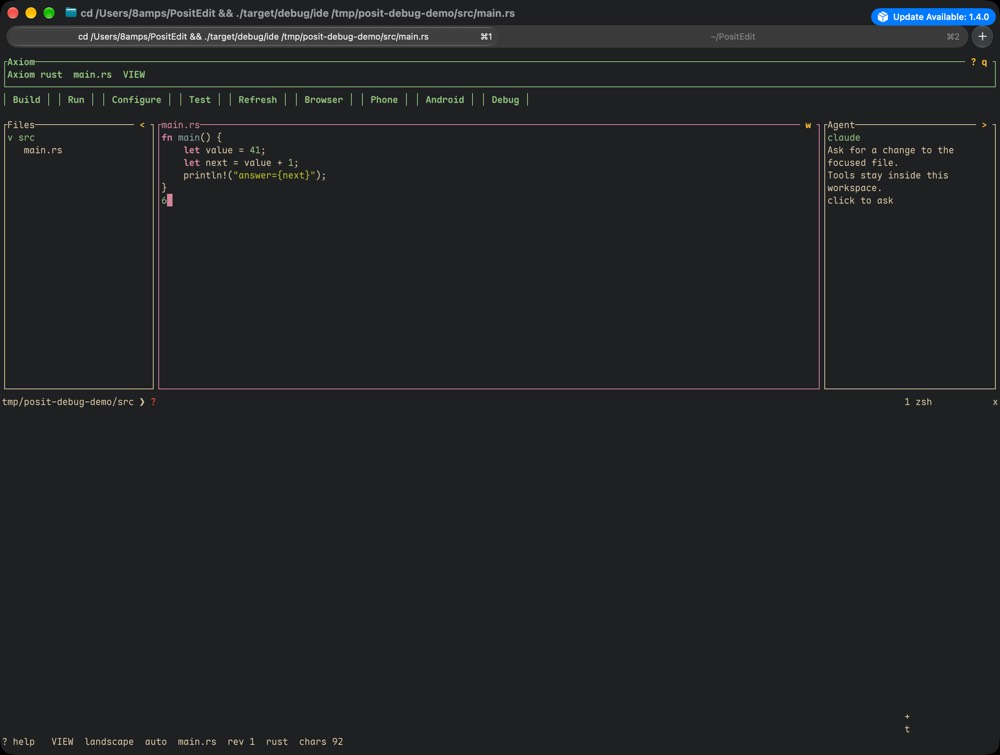 cd /Users/8amps/PositEdit && ./target/debug/ide /tmp/posit-debug-demo/src/main.rs
Update Available: 1.4.0
cd /Users/8amps/PositEdit && ./target/debug/ide /tmp/posit-debug-demo/src/main.rs ⌘1 ~/PositEdit ⌘2 +
Axiom ? q
Axiom rust main.rs VIEW
Build Run Configure Test Refresh Browser Phone Android Debug
Files <
v src
main.rs
main.rs w
fn main() {
    let value = 41;
    let next = value + 1;
    println!("answer={next}");
}
6
Agent >
claude
Ask for a change to the
focused file.
Tools stay inside this
workspace.
click to ask
tmp/posit-debug-demo/src ❯ ? 1 zsh x
+
t
? help VIEW landscape auto main.rs rev 1 rust chars 92